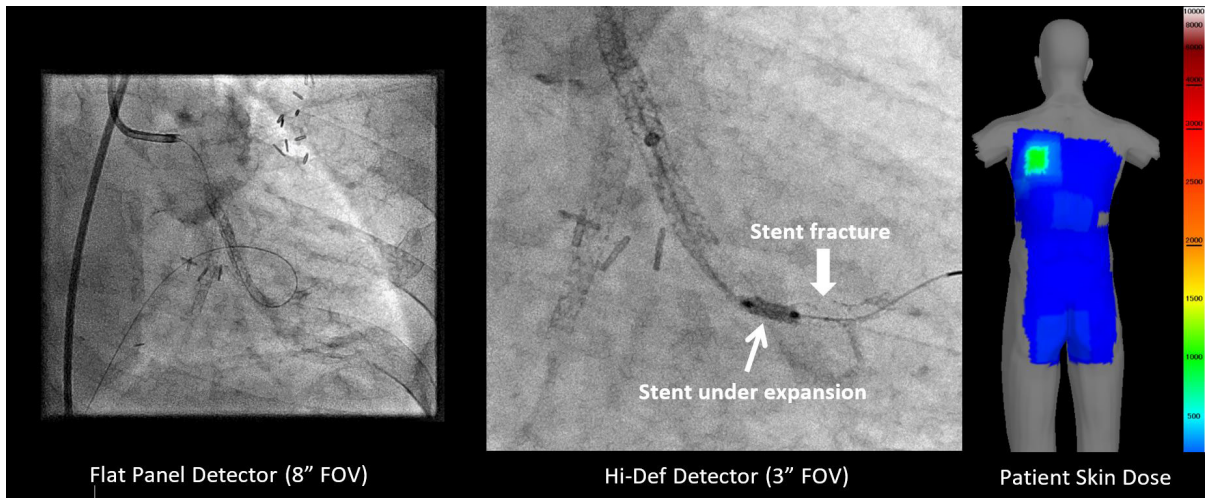 Stent fracture
Stent under expansion
10000
8000
6000
4000
3000
2500
2000
1500
1000
500
Flat Panel Detector (8” FOV)
Hi-Def Detector (3” FOV)
Patient Skin Dose